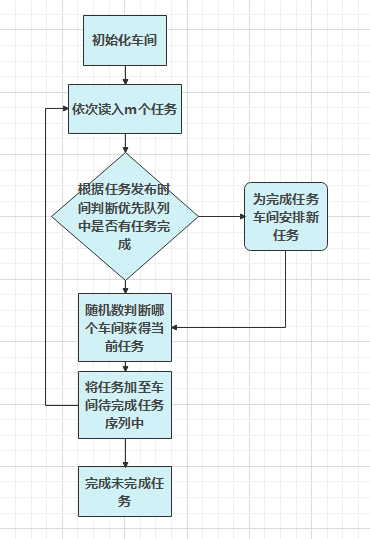 初始化车间
依次读入m个任务
根据任务发布时
间判断优先队列
中是否有任务完
成
为完成任务
车间安排新
任务
随机数判断哪
个车间获得当
前任务
将任务加至车
间待完成任务
序列中
完成未完成任
务